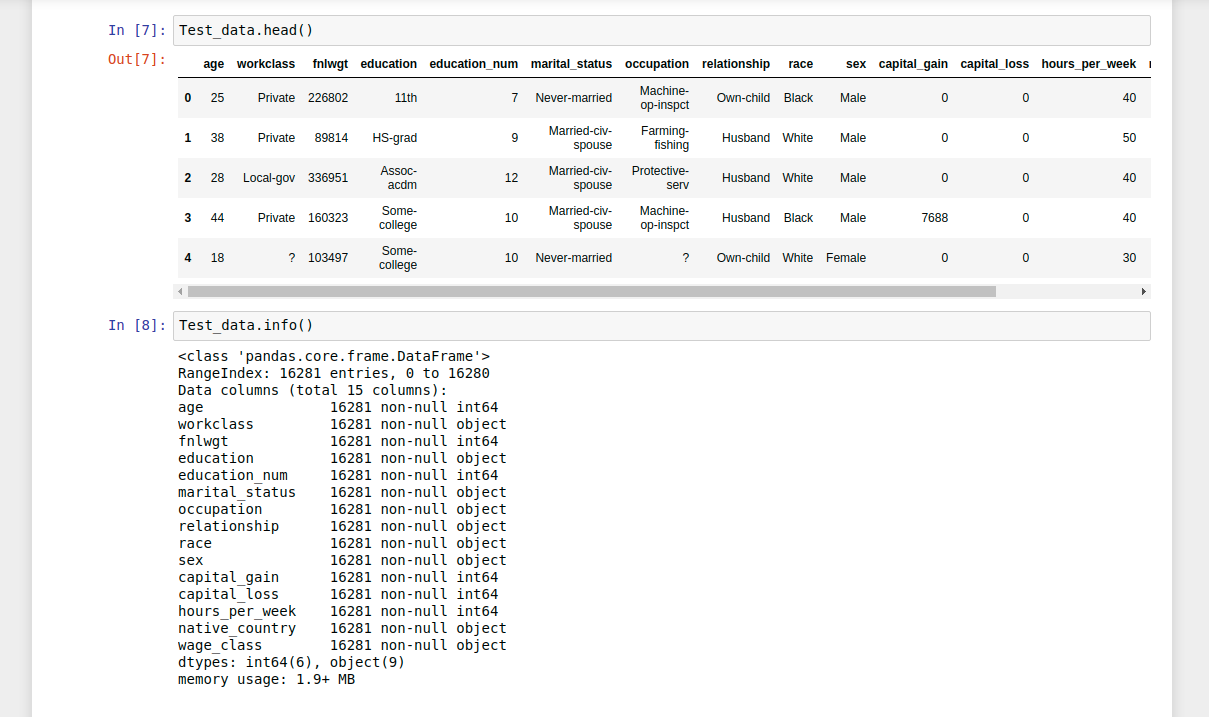 In [7]: Test_data.head()
Out[7]:
age workclass fnlwgt education education_num marital_status occupation relationship race sex capital_gain capital_loss hours_per_week
0 25 Private 226802 11th 7 Never-married Machine-op-inspct Own-child Black Male 0 0 40
1 38 Private 89814 HS-grad 9 Married-civ-spouse Farming-fishing Husband White Male 0 0 50
2 28 Local-gov 336951 Assoc-acdm 12 Married-civ-spouse Protective-serv Husband White Male 0 0 40
3 44 Private 160323 Some-college 10 Married-civ-spouse Machine-op-inspct Husband Black Male 7688 0 40
4 18 ? 103497 Some-college 10 Never-married ? Own-child White Female 0 0 30
In [8]: Test_data.info()
<class 'pandas.core.frame.DataFrame'>
RangeIndex: 16281 entries, 0 to 16280
Data columns (total 15 columns):
age 16281 non-null int64
workclass 16281 non-null object
fnlwgt 16281 non-null int64
education 16281 non-null object
education_num 16281 non-null int64
marital_status 16281 non-null object
occupation 16281 non-null object
relationship 16281 non-null object
race 16281 non-null object
sex 16281 non-null object
capital_gain 16281 non-null int64
capital_loss 16281 non-null int64
hours_per_week 16281 non-null int64
native_country 16281 non-null object
wage_class 16281 non-null object
dtypes: int64(6), object(9)
memory usage: 1.9+ MB